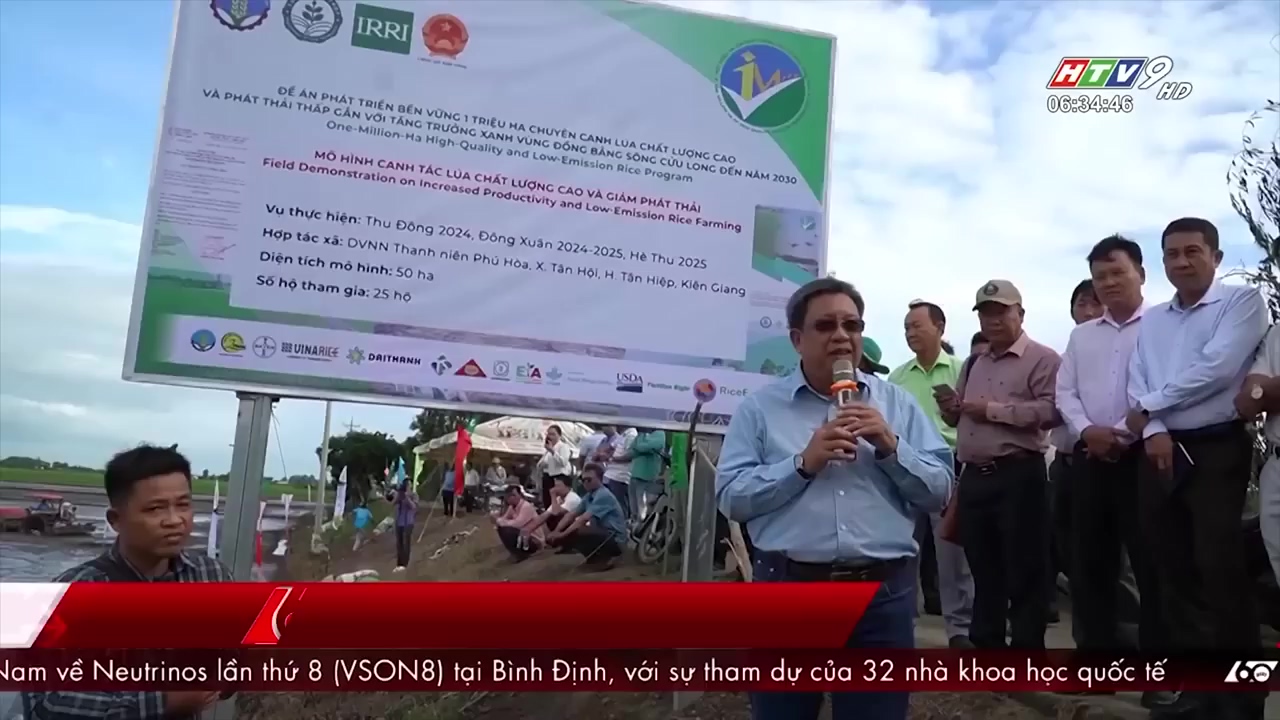 IRRI
1M
HTV9 HD
06:34:46
ĐỀ ÁN PHÁT TRIỂN BỀN VỮNG 1 TRIỆU HA CHUYÊN CANH LÚA CHẤT LƯỢNG CAO
VÀ PHÁT THẢI THẤP GẮN VỚI TĂNG TRƯỞNG XANH VÙNG ĐỒNG BẰNG SÔNG CỬU LONG ĐẾN NĂM 2030
One-Million-Ha High-Quality and Low-Emission Rice Program
MÔ HÌNH CANH TÁC LÚA CHẤT LƯỢNG CAO VÀ GIẢM PHÁT THẢI
Field Demonstration on Increased Productivity and Low-Emission Rice Farming
Vụ thực hiện: Thu Đông 2024, Đông Xuân 2024-2025, Hè Thu 2025
Hợp tác xã: DVNN Thanh niên Phú Hòa, X. Tân Hội, H. Tân Hiệp, Kiên Giang
Diện tích mô hình: 50 ha
Số hộ tham gia: 25 hộ
BAYER VINARICE DAITHANH USDA
Nam về Neutrinos lần thứ 8 (VSON8) tại Bình Định, với sự tham dự của 32 nhà khoa học quốc tế
60 giây